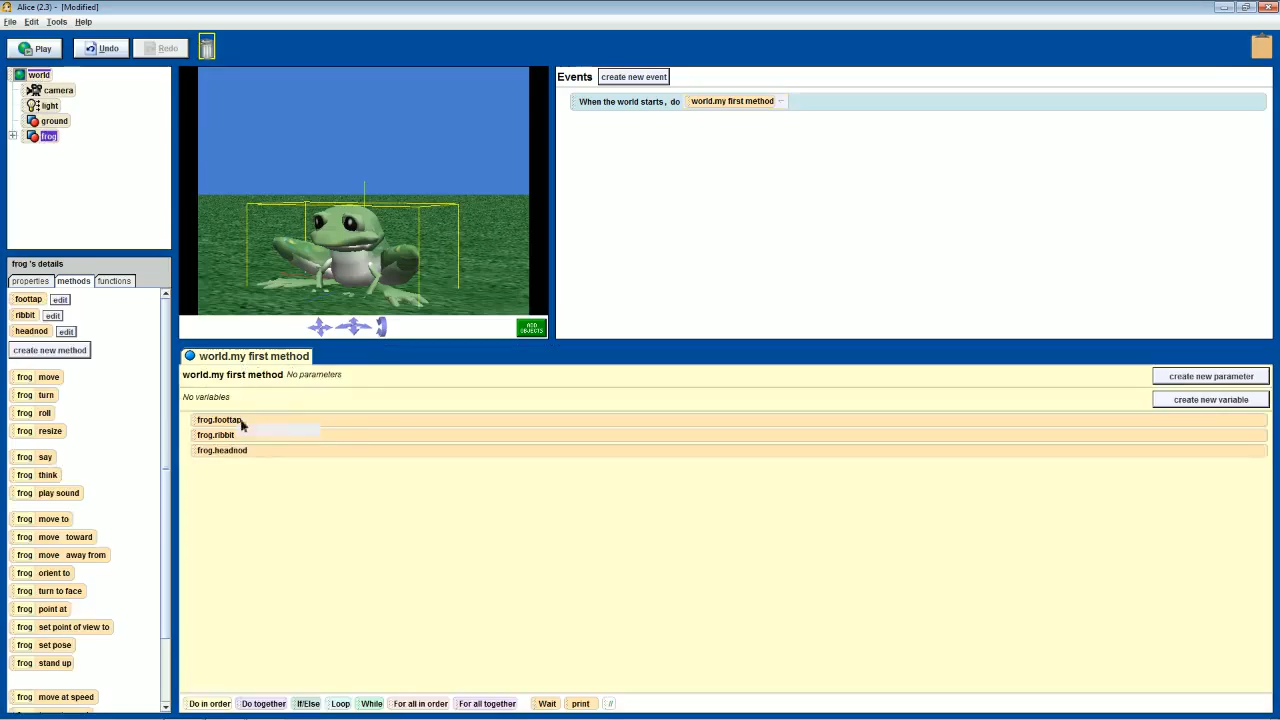 Alice (2.3) - [Modified]
File Edit Tools Help
Play Undo Redo
world
camera
light
ground
frog
frog 's details
properties methods functions
foottap edit
ribbit edit
headnod edit
create new method
frog move
frog turn
frog roll
frog resize
frog say
frog think
frog play sound
frog move to
frog move toward
frog move away from
frog orient to
frog turn to face
frog point at
frog set point of view to
frog set pose
frog stand up
frog move at speed
ADD
OBJECTS
Events create new event
When the world starts, do world.my first method
world.my first method
world.my first method No parameters
create new parameter
No variables
create new variable
frog.foottap
frog.ribbit
frog.headnod
Do in order Do together If/Else Loop While For all in order For all together Wait print //